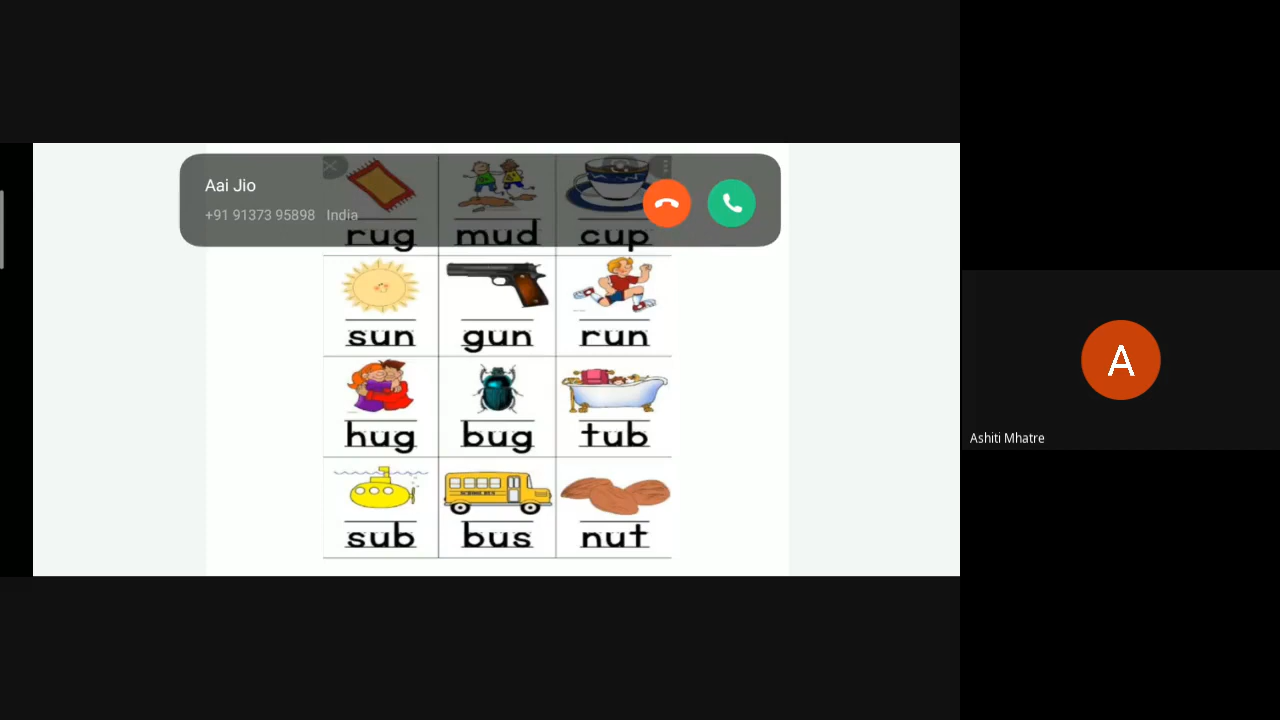 Aai Jio
+91 91373 95898 India
rug mud cup
sun gun run
hug bug tub
sub bus nut
A
Ashiti Mhatre